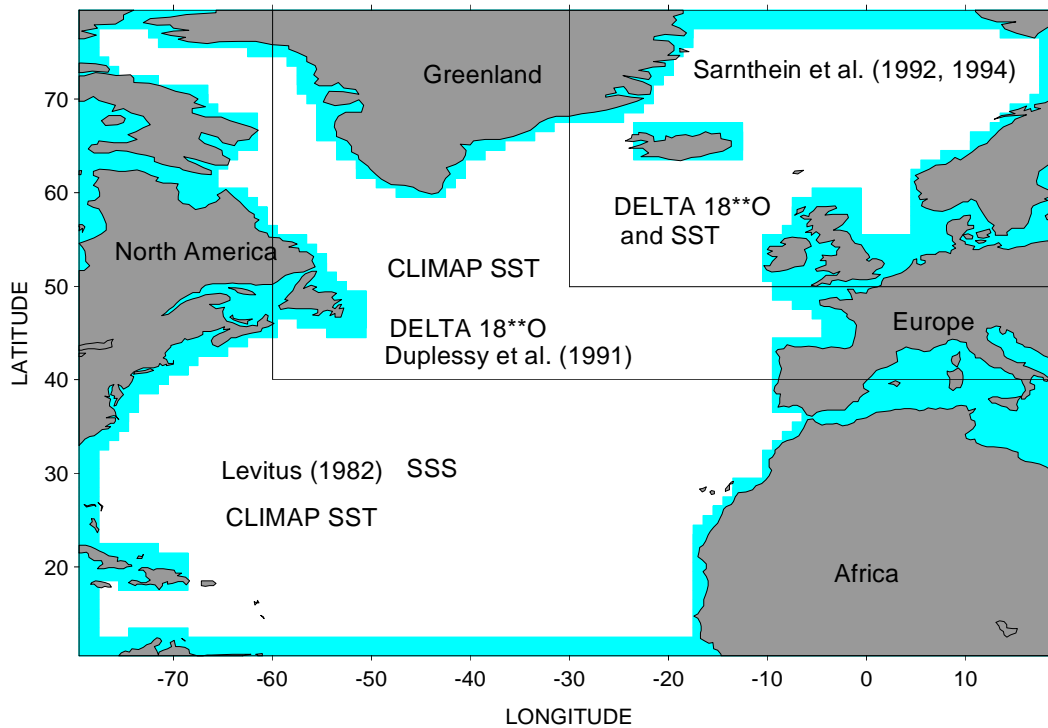 Greenland
Sarnthein et al. (1992, 1994)
DELTA 18**O
and SST
North America
CLIMAP SST
DELTA 18**O
Duplessy et al. (1991)
Europe
Levitus (1982) SSS
CLIMAP SST
Africa
LATITUDE
70
60
50
40
30
20
-70 -60 -50 -40 -30 -20 -10 0 10
LONGITUDE